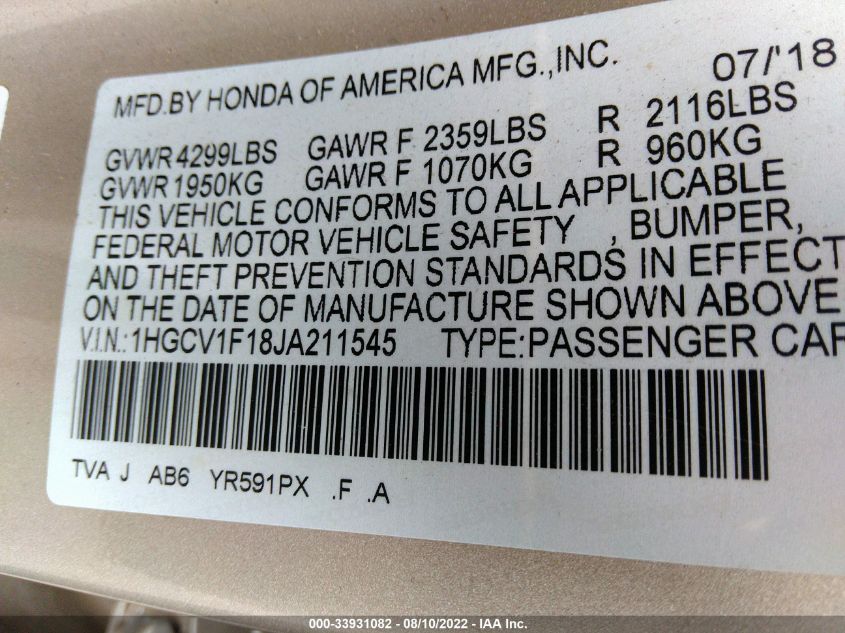 MFD.BY HONDA OF AMERICA MFG.,INC. 07/'18
GVWR 4299LBS GAWR F 2359LBS R 2116LBS
GVWR 1950KG GAWR F 1070KG R 960KG
THIS VEHICLE CONFORMS TO ALL APPLICABLE
FEDERAL MOTOR VEHICLE SAFETY , BUMPER,
AND THEFT PREVENTION STANDARDS IN EFFECT
ON THE DATE OF MANUFACTURE SHOWN ABOVE
V.I.N.:1HGCV1F18JA211545 TYPE:PASSENGER CAR
TVA J AB6 YR591PX .F .A
000-33931082 - 08/10/2022 - IAA Inc.